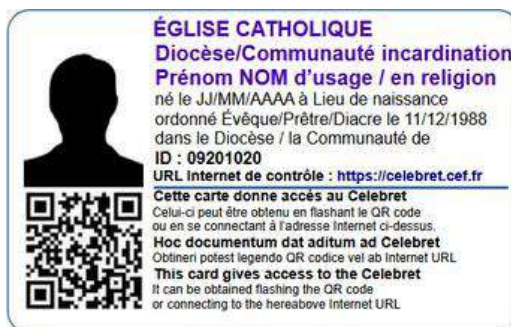 ÉGLISE CATHOLIQUE
Diocèse/Communauté incardination
Prénom NOM d'usage / en religion
né le JJ/MM/AAAA à Lieu de naissance
ordonné Évêque/Prêtre/Diacre le 11/12/1988
dans le Diocèse / la Communauté de
ID : 09201020
URL Internet de contrôle : https://celebret.cef.fr
Cette carte donne accès au Celebret
Celui-ci peut être obtenu en flashant le QR code
ou en se connectant à l'adresse Internet ci-dessus.
Hoc documentum dat aditum ad Celebret
Obtineri potest legendo QR codice vel ab Internet URL
This card gives access to the Celebret
It can be obtained flashing the QR code
or connecting to the hereabove Internet URL